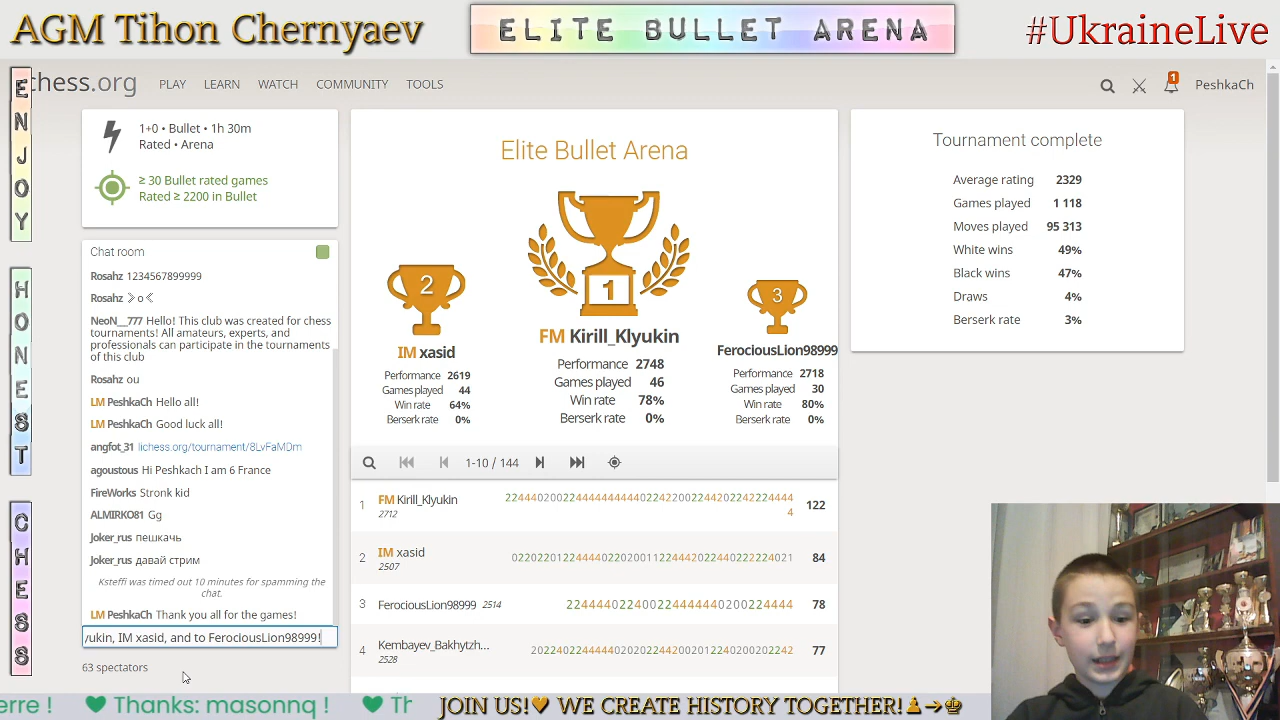 AGM Tihon Chernyaev
ELITE BULLET ARENA
#UkraineLive
ENJOY
HONEST
CHESS
chess.org
PLAY
LEARN
WATCH
COMMUNITY
TOOLS
1
PeshkaCh
1+0 • Bullet • 1h 30m
Rated • Arena
≥ 30 Bullet rated games
Rated ≥ 2200 in Bullet
Chat room
Rosahz 1234567899999
Rosahz 》o《
NeoN__777 Hello! This club was created for chess
tournaments! All amateurs, experts, and
professionals can participate in the tournaments
of this club
Rosahz ou
LM PeshkaCh Hello all!
LM PeshkaCh Good luck all!
angfot_31 lichess.org/tournament/8LvFaMDm
agoustous Hi Peshkach I am 6 France
FireWorks Stronk kid
ALMIRKO81 Gg
Joker_rus пешкачь
Joker_rus давай стрим
Ksteffi was timed out 10 minutes for spamming the
chat.
LM PeshkaCh Thank you all for the games!
yukin, IM xasid, and to FerociousLion98999!
63 spectators
Elite Bullet Arena
2
IM xasid
Performance 2619
Games played 44
Win rate 64%
Berserk rate 0%
1
FM Kirill_Klyukin
Performance 2748
Games played 46
Win rate 78%
Berserk rate 0%
3
FerociousLion98999
Performance 2718
Games played 30
Win rate 80%
Berserk rate 0%
1-10 / 144
1 FM Kirill_Klyukin 122
2712
2 IM xasid 84
2507
3 FerociousLion98999 2514 78
4 Kembayev_Bakhytzh... 77
2528
Tournament complete
Average rating 2329
Games played 1 118
Moves played 95 313
White wins 49%
Black wins 47%
Draws 4%
Berserk rate 3%
erre !
Thanks: masonnq !
Th
JOIN US! WE CREATE HISTORY TOGETHER!